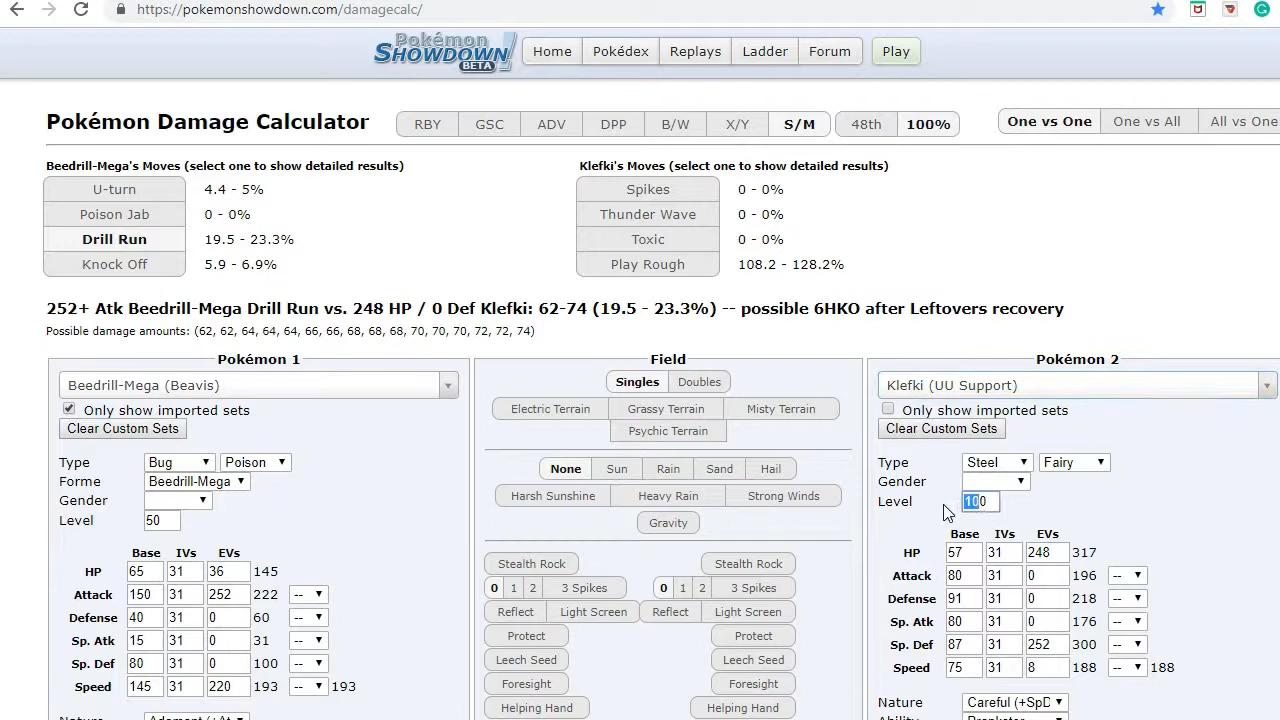 https://pokemonshowdown.com/damagecalc/
Pokémon SHOWDOWN! BETA Home Pokédex Replays Ladder Forum Play
Pokémon Damage Calculator RBY GSC ADV DPP B/W X/Y S/M 48th 100% One vs One One vs All All vs One
Beedrill-Mega's Moves (select one to show detailed results) Klefki's Moves (select one to show detailed results)
U-turn 4.4 - 5% Spikes 0 - 0%
Poison Jab 0 - 0% Thunder Wave 0 - 0%
Drill Run 19.5 - 23.3% Toxic 0 - 0%
Knock Off 5.9 - 6.9% Play Rough 108.2 - 128.2%
252+ Atk Beedrill-Mega Drill Run vs. 248 HP / 0 Def Klefki: 62-74 (19.5 - 23.3%) -- possible 6HKO after Leftovers recovery
Possible damage amounts: (62, 62, 64, 64, 64, 66, 66, 68, 68, 68, 70, 70, 70, 72, 72, 74)
Pokémon 1 Field Pokémon 2
Beedrill-Mega (Beavis) Singles Doubles Klefki (UU Support)
Only show imported sets Electric Terrain Grassy Terrain Misty Terrain Only show imported sets
Clear Custom Sets Psychic Terrain Clear Custom Sets
Type Bug Poison None Sun Rain Sand Hail Type Steel Fairy
Forme Beedrill-Mega Gender
Gender Harsh Sunshine Heavy Rain Strong Winds Level 100
Level 50 Gravity
Base IVs EVs Base IVs EVs
HP 65 31 36 145 Stealth Rock Stealth Rock HP 57 31 248 317
Attack 150 31 252 222 -- 0 1 2 3 Spikes 0 1 2 3 Spikes Attack 80 31 0 196 --
Defense 40 31 0 60 -- Reflect Light Screen Reflect Light Screen Defense 91 31 0 218 --
Sp. Atk 15 31 0 31 -- Protect Protect Sp. Atk 80 31 0 176 --
Sp. Def 80 31 0 100 -- Leech Seed Leech Seed Sp. Def 87 31 252 300 --
Speed 145 31 220 193 -- 193 Foresight Foresight Speed 75 31 8 188 -- 188
Helping Hand Helping Hand
Nature Adamant (+At Nature Careful (+SpD
Ability Prankster